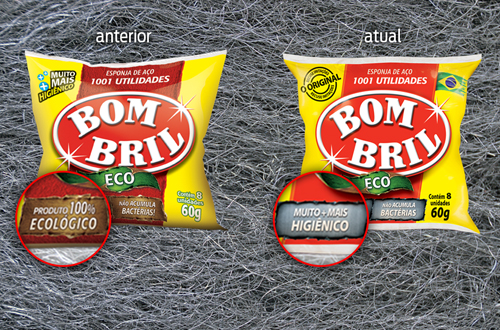 anterior
MUITO
MAIS
HIGIÊNICO
ESPONJA DE AÇO
1001 UTILIDADES
BOM
BRIL
ECO
PRODUTO 100%
ECOLÓGICO
NÃO ACUMULA
BACTÉRIAS!
Contém 8
unidades
60g
atual
O ORIGINAL
ESPONJA DE AÇO
1001 UTILIDADES
BOM
BRIL
ECO
MUITO + MAIS
HIGIÊNICO
NÃO ACUMULA
BACTÉRIAS!
Contém 8
unidades
60g